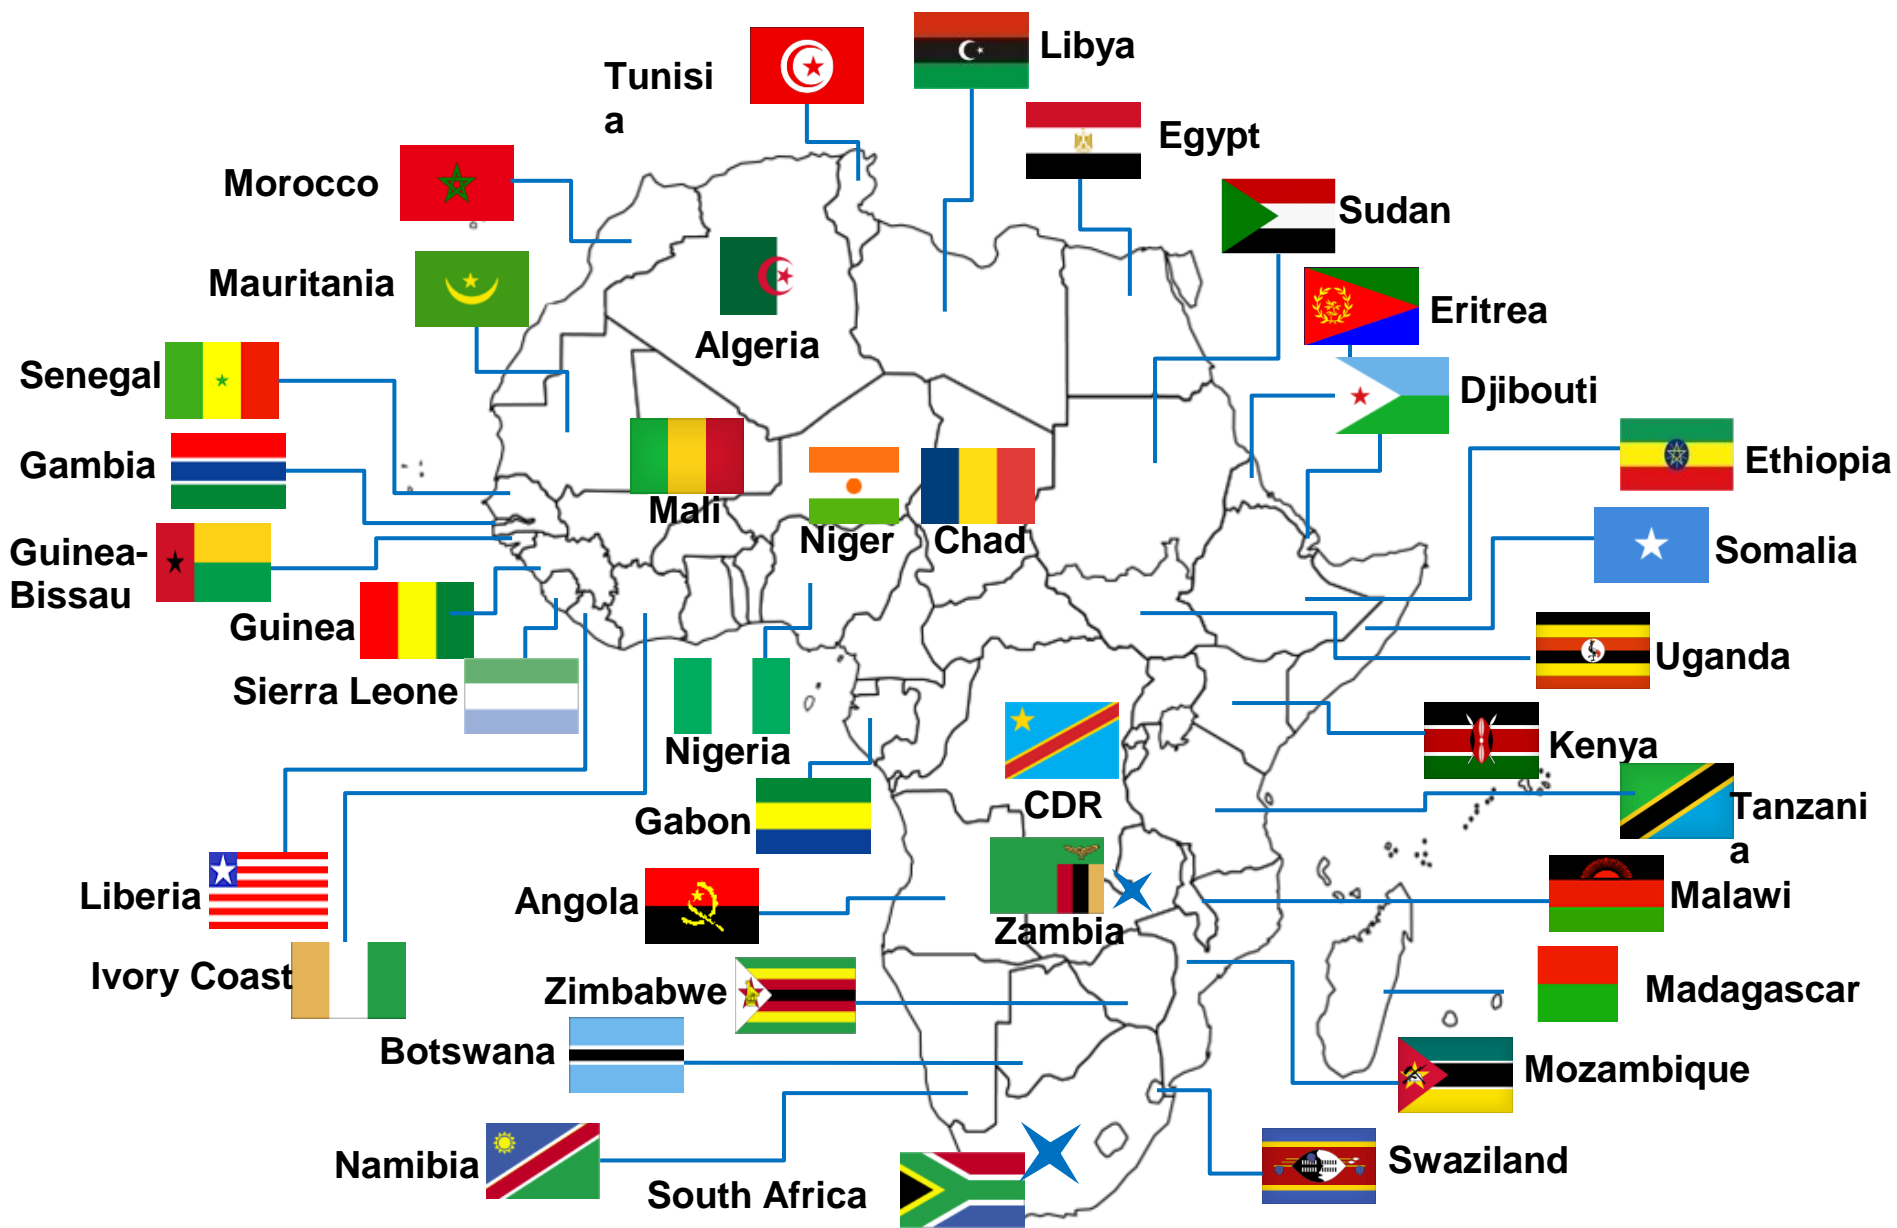 Libya
Tunisi
a
Egypt
Morocco
Sudan
Mauritania
Eritrea
Algeria
Senegal
Djibouti
Gambia
Ethiopia
Mali
Niger
Chad
Guinea-
Bissau
Somalia
Guinea
Uganda
Sierra Leone
Nigeria
Kenya
CDR
Gabon
Tanzani
a
Liberia
Angola
Malawi
Zambia
Ivory Coast
Zimbabwe
Madagascar
Botswana
Mozambique
Namibia
Swaziland
South Africa